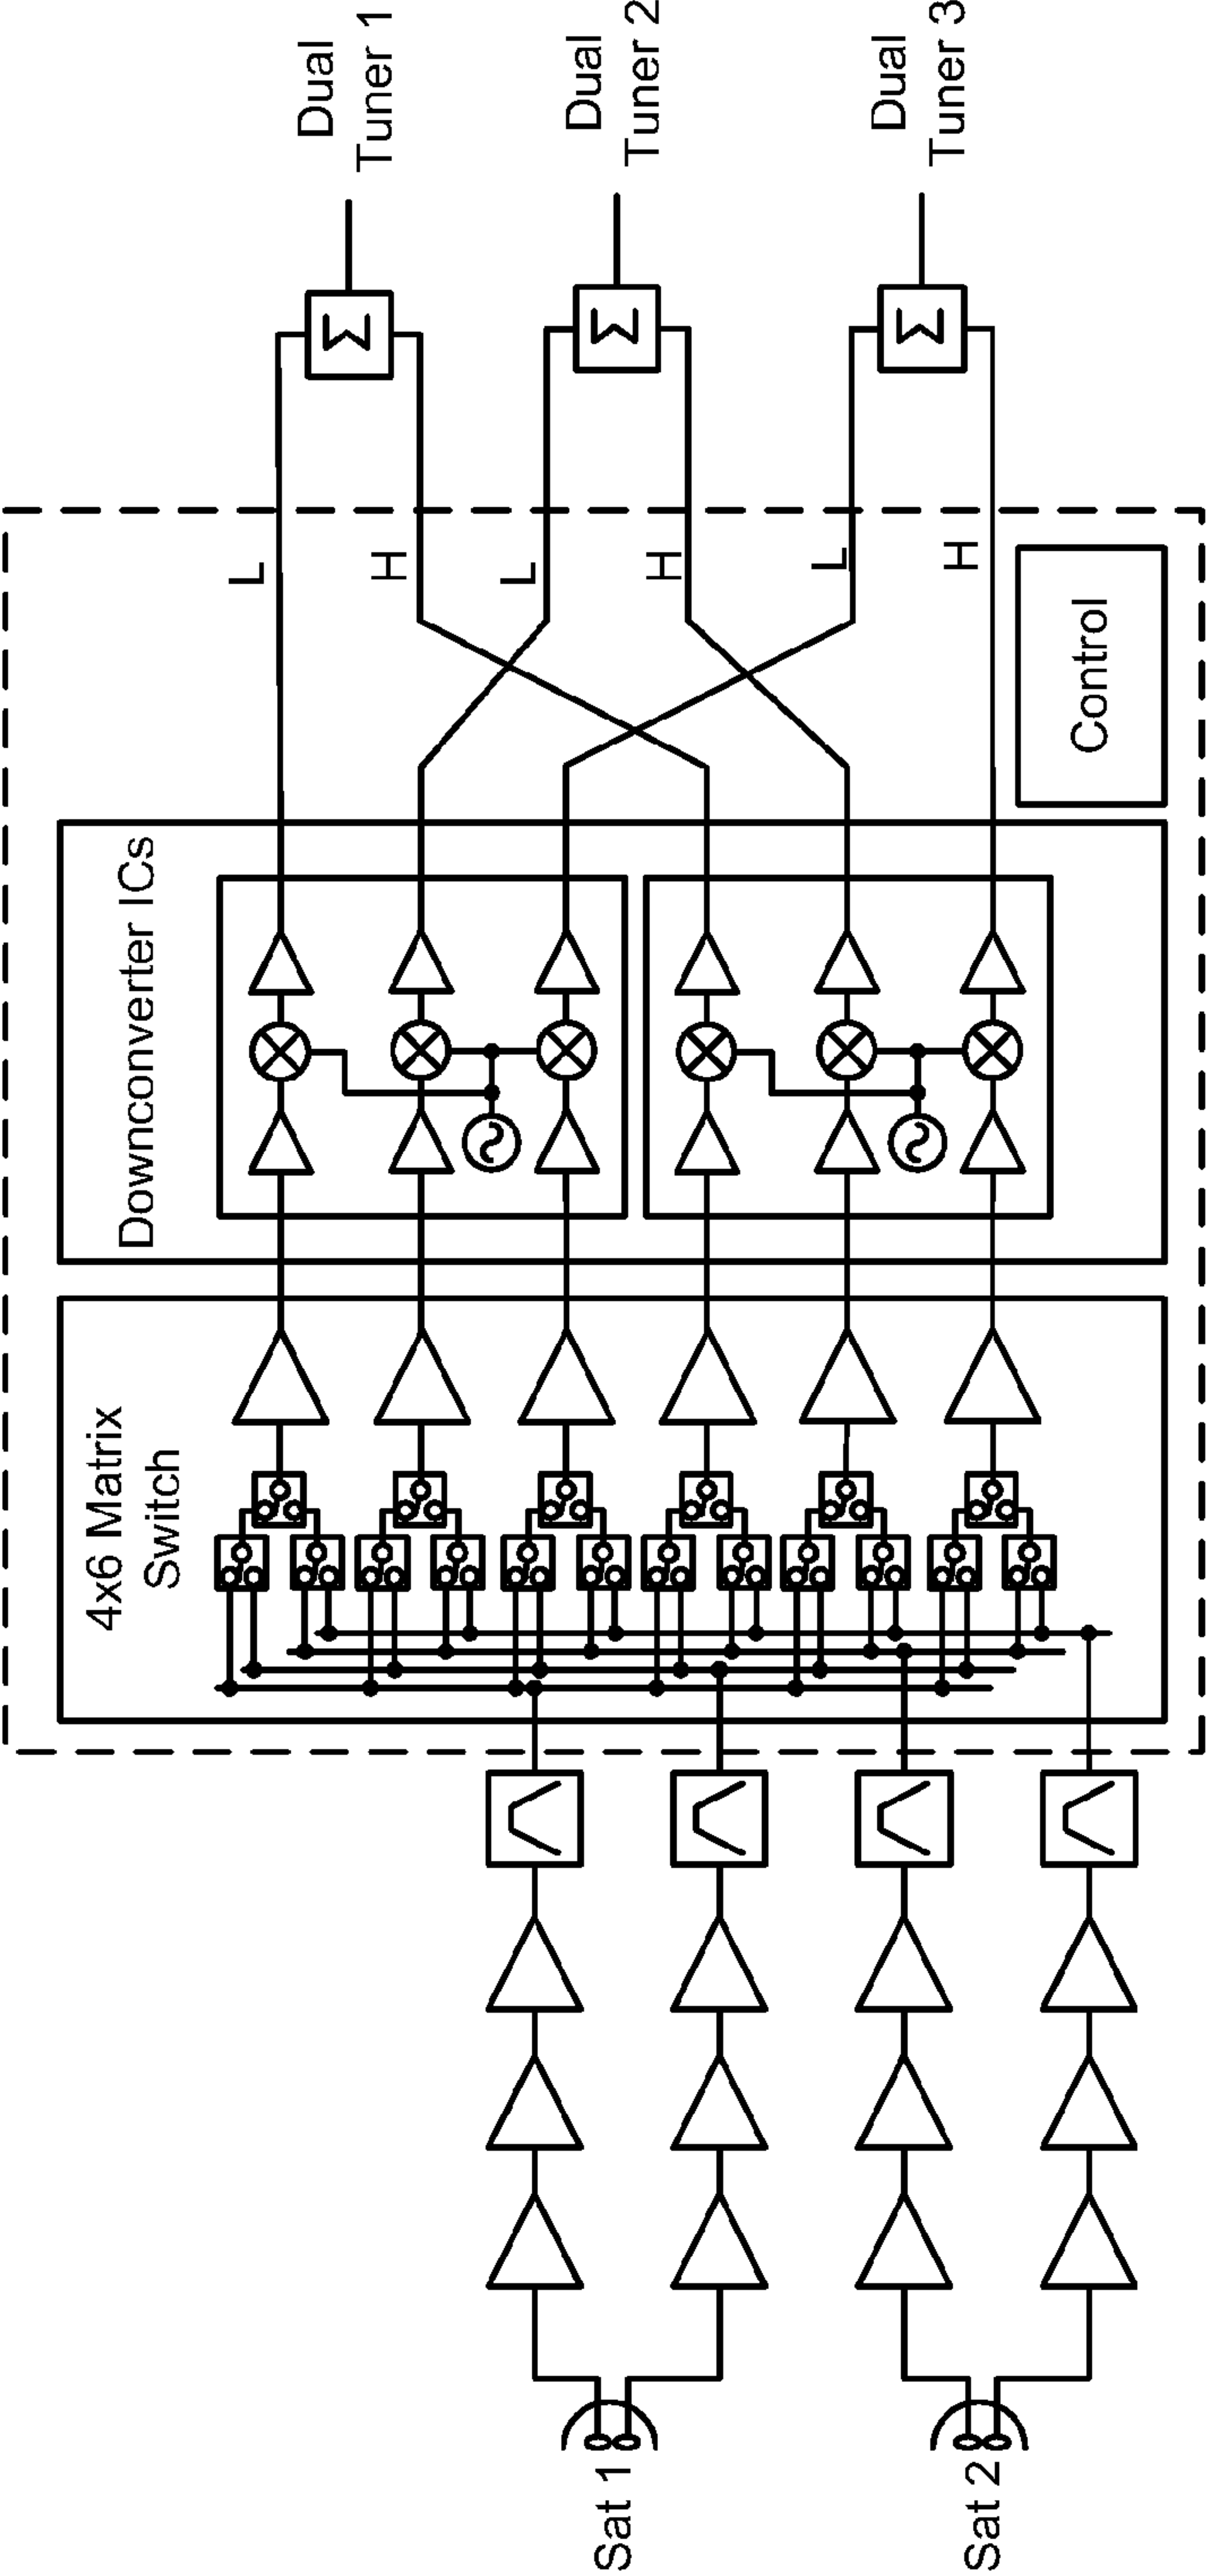 Sat 1
Sat 2
4x6 Matrix
Switch
Downconverter ICs
Control
L
H
L
H
L
H
Σ
Σ
Σ
Dual
Tuner 1
Dual
Tuner 2
Dual
Tuner 3